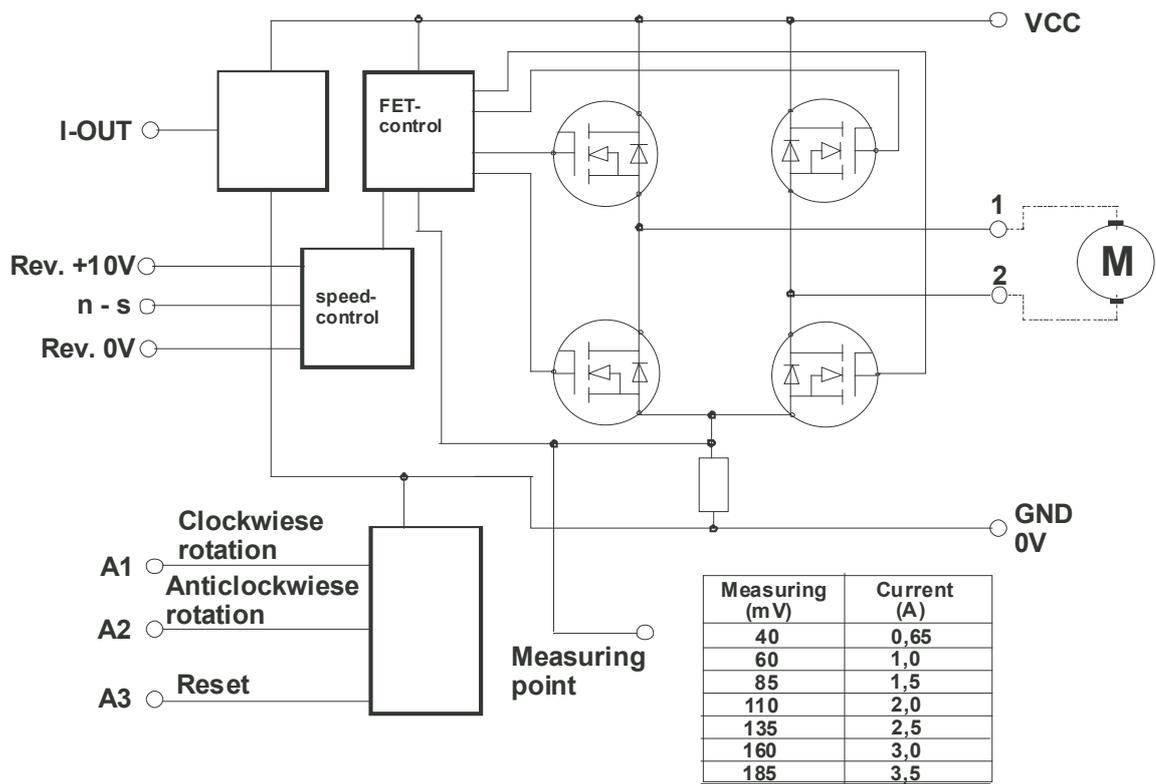 VCC
FET-
control
I-OUT
1
M
2
Rev. +10V
n - s
Rev. 0V
speed-
control
Clockwiese
rotation
A1
Anticlockwiese
rotation
A2
A3
Reset
Measuring
point
GND
0V
Measuring
(mV)
Current
(A)
40 0,65
60 1,0
85 1,5
110 2,0
135 2,5
160 3,0
185 3,5